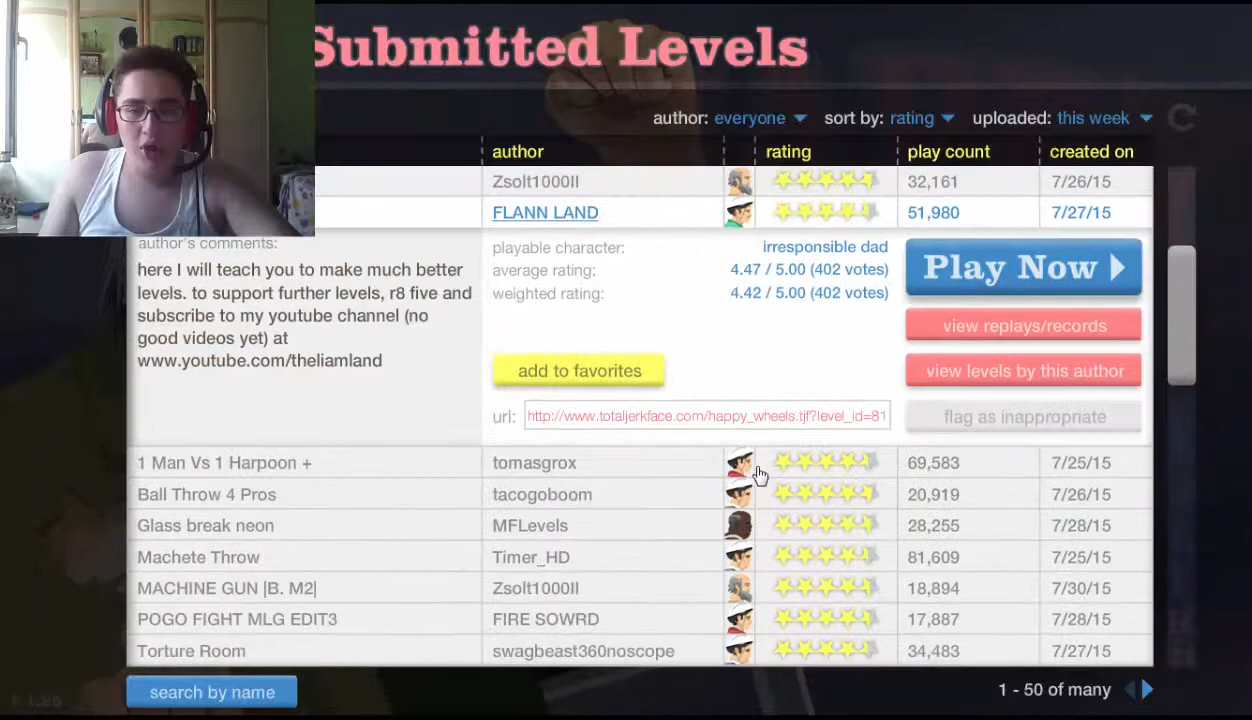 Submitted Levels
author: everyone sort by: rating uploaded: this week
author rating play count created on
Zsolt1000II 32,161 7/26/15
FLANN LAND 51,980 7/27/15
author's comments:
here I will teach you to make much better
levels. to support further levels, r8 five and
subscribe to my youtube channel (no
good videos yet) at
www.youtube.com/theliamland
playable character: irresponsible dad
average rating: 4.47 / 5.00 (402 votes)
weighted rating: 4.42 / 5.00 (402 votes)
add to favorites
url: http://www.totaljerkface.com/happy_wheels.tjf?level_id=81
Play Now
view replays/records
view levels by this author
flag as inappropriate
1 Man Vs 1 Harpoon + tomasgrox 69,583 7/25/15
Ball Throw 4 Pros tacogoboom 20,919 7/26/15
Glass break neon MFLevels 28,255 7/28/15
Machete Throw Timer_HD 81,609 7/25/15
MACHINE GUN |B. M2| Zsolt1000II 18,894 7/30/15
POGO FIGHT MLG EDIT3 FIRE SOWRD 17,887 7/28/15
Torture Room swagbeast360noscope 34,483 7/27/15
search by name 1 - 50 of many